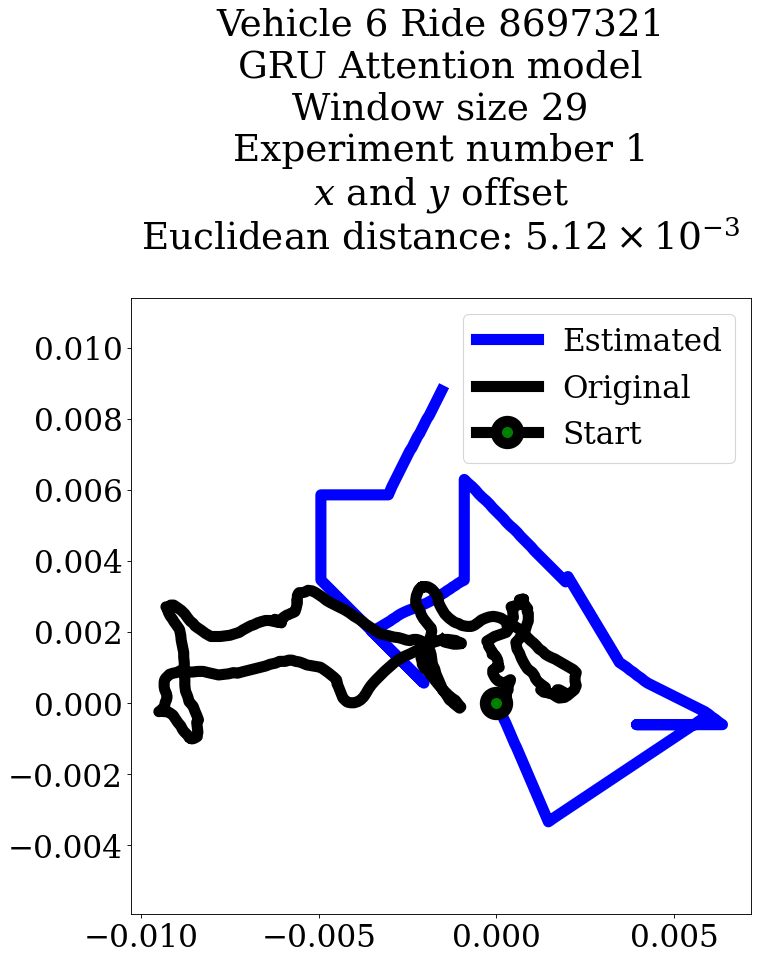 Vehicle 6 Ride 8697321
GRU Attention model
Window size 29
Experiment number 1
x and y offset
Euclidean distance: 5.12 × 10⁻³
Estimated
Original
Start
0.010
0.008
0.006
0.004
0.002
0.000
−0.002
−0.004
−0.010
−0.005
0.000
0.005